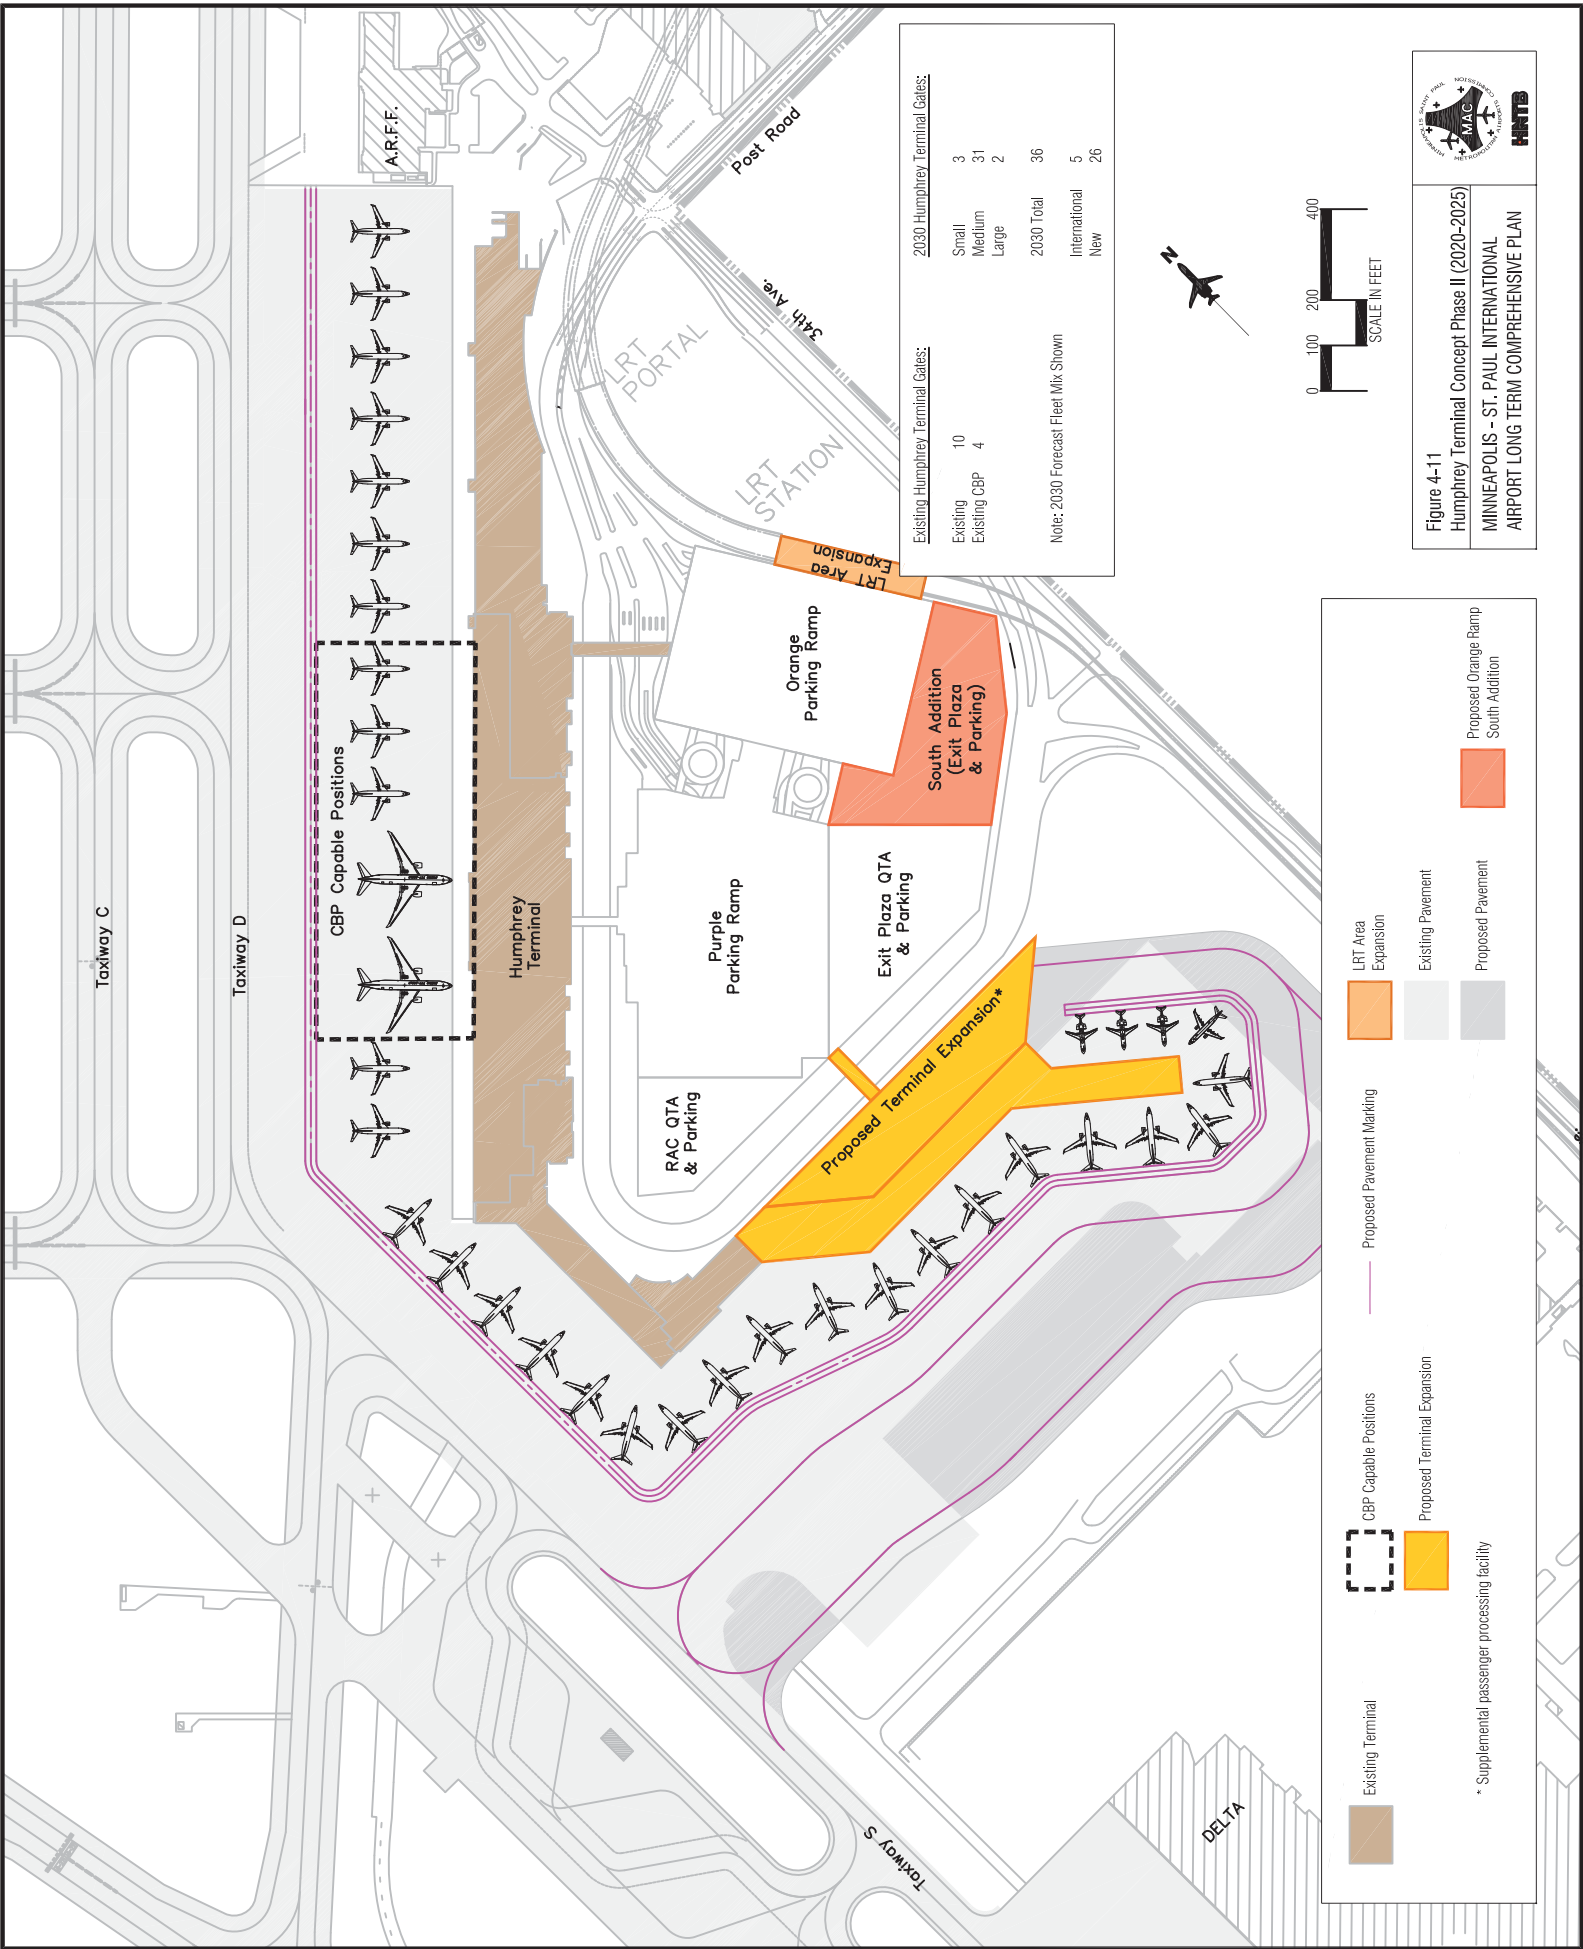 Taxiway C
Taxiway D
A.R.F.F.
Post Road
34th Ave.
LRT
PORTAL
LRT
STATION
CBP Capable Positions
Humphrey
Terminal
Orange
Parking Ramp
LRT Area
Expansion
South Addition
(Exit Plaza
& Parking)
Purple
Parking Ramp
Exit Plaza QTA
& Parking
RAC QTA
& Parking
Proposed Terminal Expansion*
Taxiway S
DELTA
Existing Humphrey Terminal Gates:
Existing 10
Existing CBP 4
Note: 2030 Forecast Fleet Mix Shown
2030 Humphrey Terminal Gates:
Small 3
Medium 31
Large 2
2030 Total 36
International 5
New 26
N
0 100 200 400
SCALE IN FEET
Figure 4-11
Humphrey Terminal Concept Phase II (2020-2025)
MINNEAPOLIS - ST. PAUL INTERNATIONAL
AIRPORT LONG TERM COMPREHENSIVE PLAN
MINNEAPOLIS SAINT PAUL
METROPOLITAN AIRPORTS COMMISSION
MAC
HNTB
Existing Terminal
CBP Capable Positions
Proposed Terminal Expansion
* Supplemental passenger processing facility
Proposed Pavement Marking
LRT Area
Expansion
Existing Pavement
Proposed Pavement
Proposed Orange Ramp
South Addition